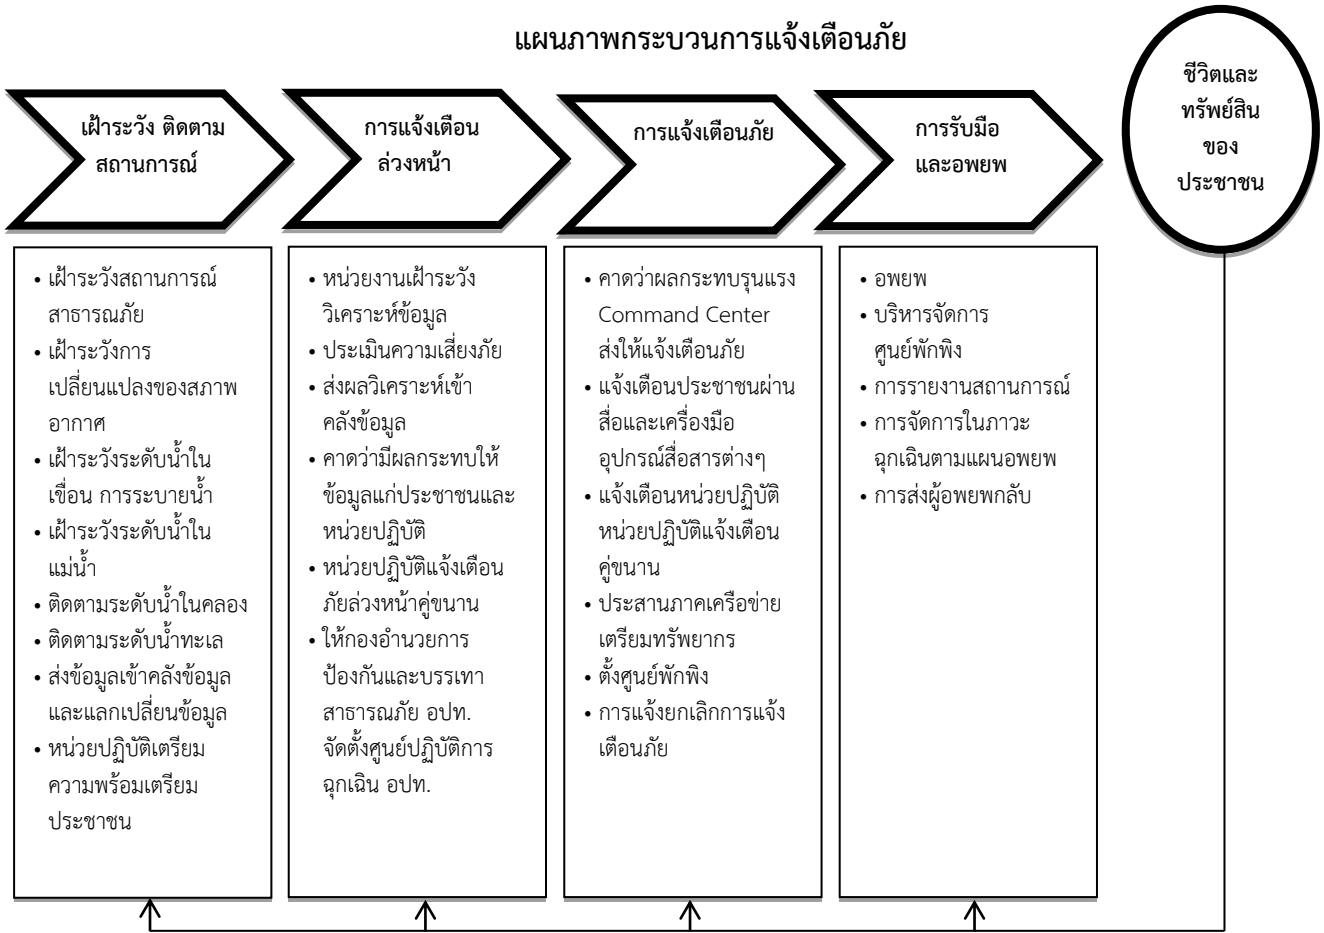 แผนภาพกระบวนการแจ้งเตือนภัย
เฝ้าระวัง ติดตาม
สถานการณ์
การแจ้งเตือน
ล่วงหน้า
การแจ้งเตือนภัย
การรับมือ
และอพยพ
ชีวิตและ
ทรัพย์สิน
ของ
ประชาชน
• เฝ้าระวังสถานการณ์
สาธารณภัย
• เฝ้าระวังการ
เปลี่ยนแปลงของสภาพ
อากาศ
• เฝ้าระวังระดับน้ำใน
เขื่อน การระบายน้ำ
• เฝ้าระวังระดับน้ำใน
แม่น้ำ
• ติดตามระดับน้ำในคลอง
• ติดตามระดับน้ำทะเล
• ส่งข้อมูลเข้าคลังข้อมูล
และแลกเปลี่ยนข้อมูล
• หน่วยปฏิบัติเตรียม
ความพร้อมเตรียม
ประชาชน
• หน่วยงานเฝ้าระวัง
วิเคราะห์ข้อมูล
• ประเมินความเสี่ยงภัย
• ส่งผลวิเคราะห์เข้า
คลังข้อมูล
• คาดว่ามีผลกระทบให้
ข้อมูลแก่ประชาชนและ
หน่วยปฏิบัติ
• หน่วยปฏิบัติแจ้งเตือน
ภัยล่วงหน้าคู่ขนาน
• ให้กองอำนวยการ
ป้องกันและบรรเทา
สาธารณภัย อปท.
จัดตั้งศูนย์ปฏิบัติการ
ฉุกเฉิน อปท.
• คาดว่าผลกระทบรุนแรง
Command Center
ส่งให้แจ้งเตือนภัย
• แจ้งเตือนประชาชนผ่าน
สื่อและเครื่องมือ
อุปกรณ์สื่อสารต่างๆ
• แจ้งเตือนหน่วยปฏิบัติ
หน่วยปฏิบัติแจ้งเตือน
คู่ขนาน
• ประสานภาคเครือข่าย
เตรียมทรัพยากร
• ตั้งศูนย์พักพิง
• การแจ้งยกเลิกการแจ้ง
เตือนภัย
• อพยพ
• บริหารจัดการ
ศูนย์พักพิง
• การรายงานสถานการณ์
• การจัดการในภาวะ
ฉุกเฉินตามแผนอพยพ
• การส่งผู้อพยพกลับ